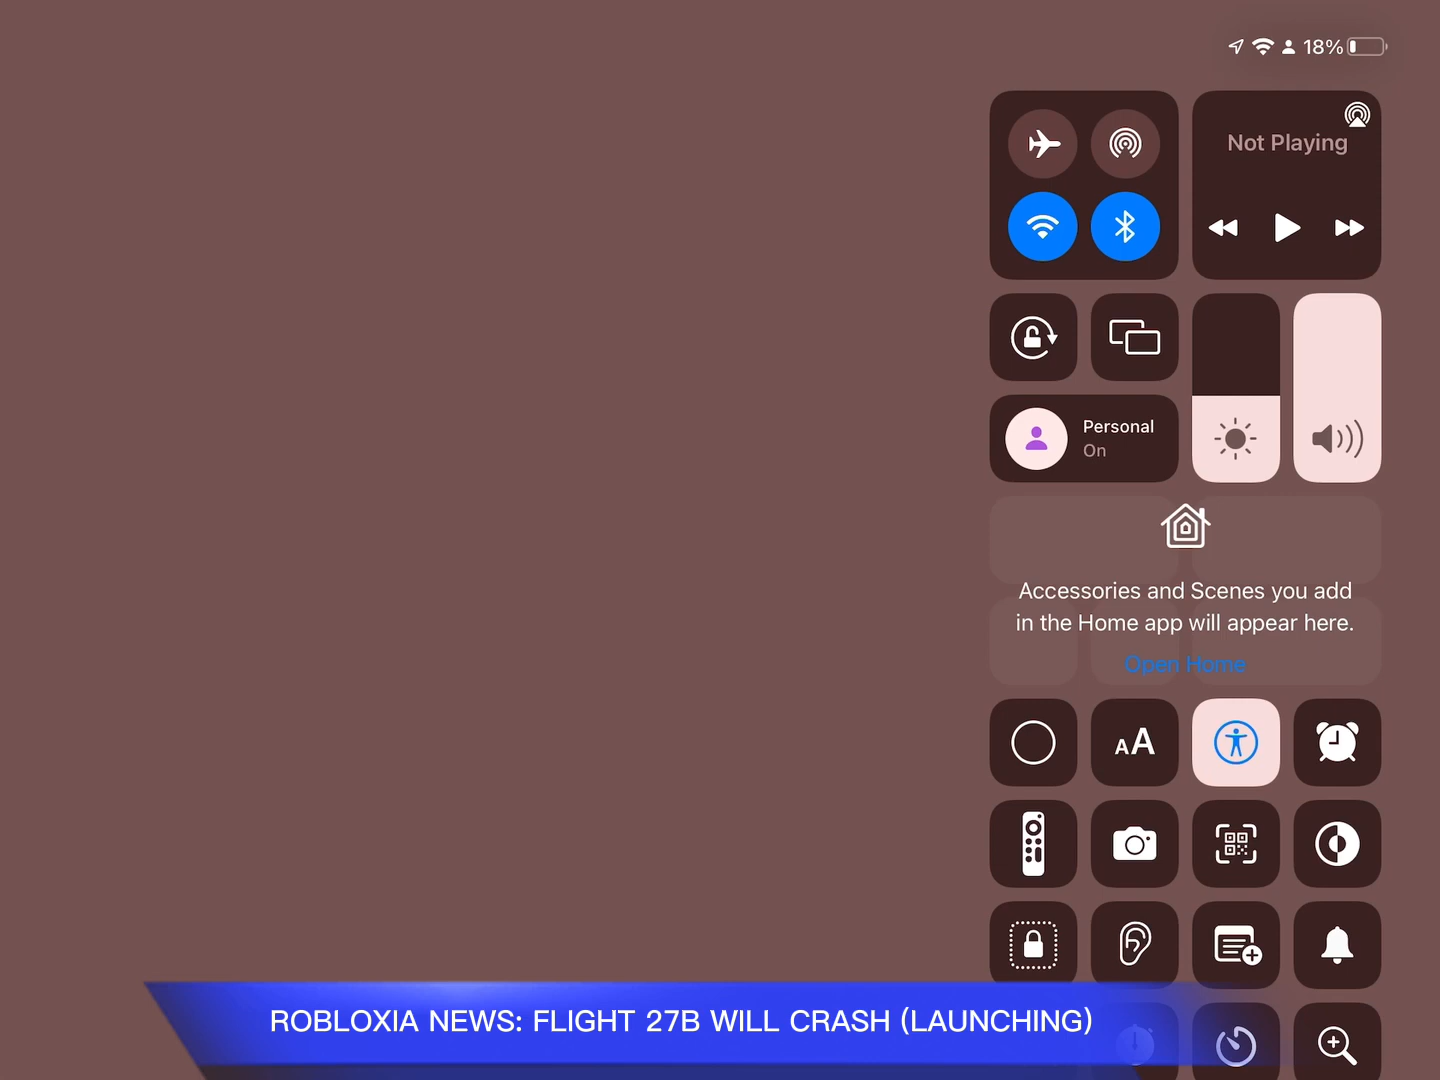 18%
Not Playing
Personal
On
Accessories and Scenes you add
in the Home app will appear here.
Open Home
AA
ROBLOXIA NEWS: FLIGHT 27B WILL CRASH (LAUNCHING)